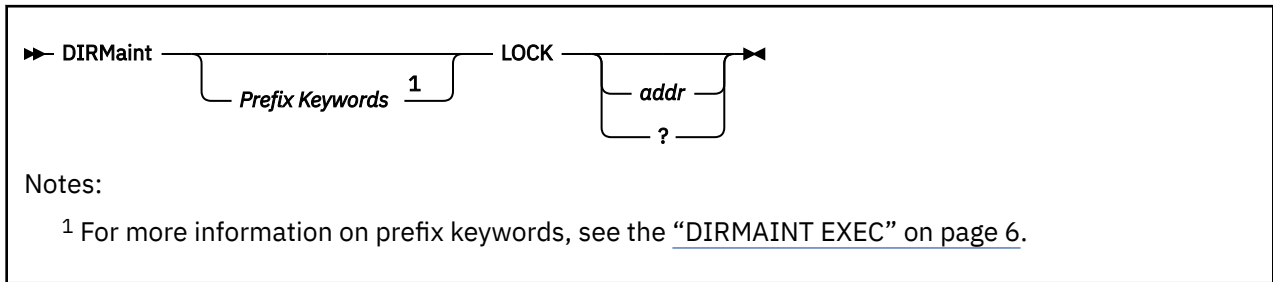 DIRMaint Prefix Keywords 1 LOCK addr
?
Notes:
1 For more information on prefix keywords, see the “DIRMAINT EXEC” on page 6.